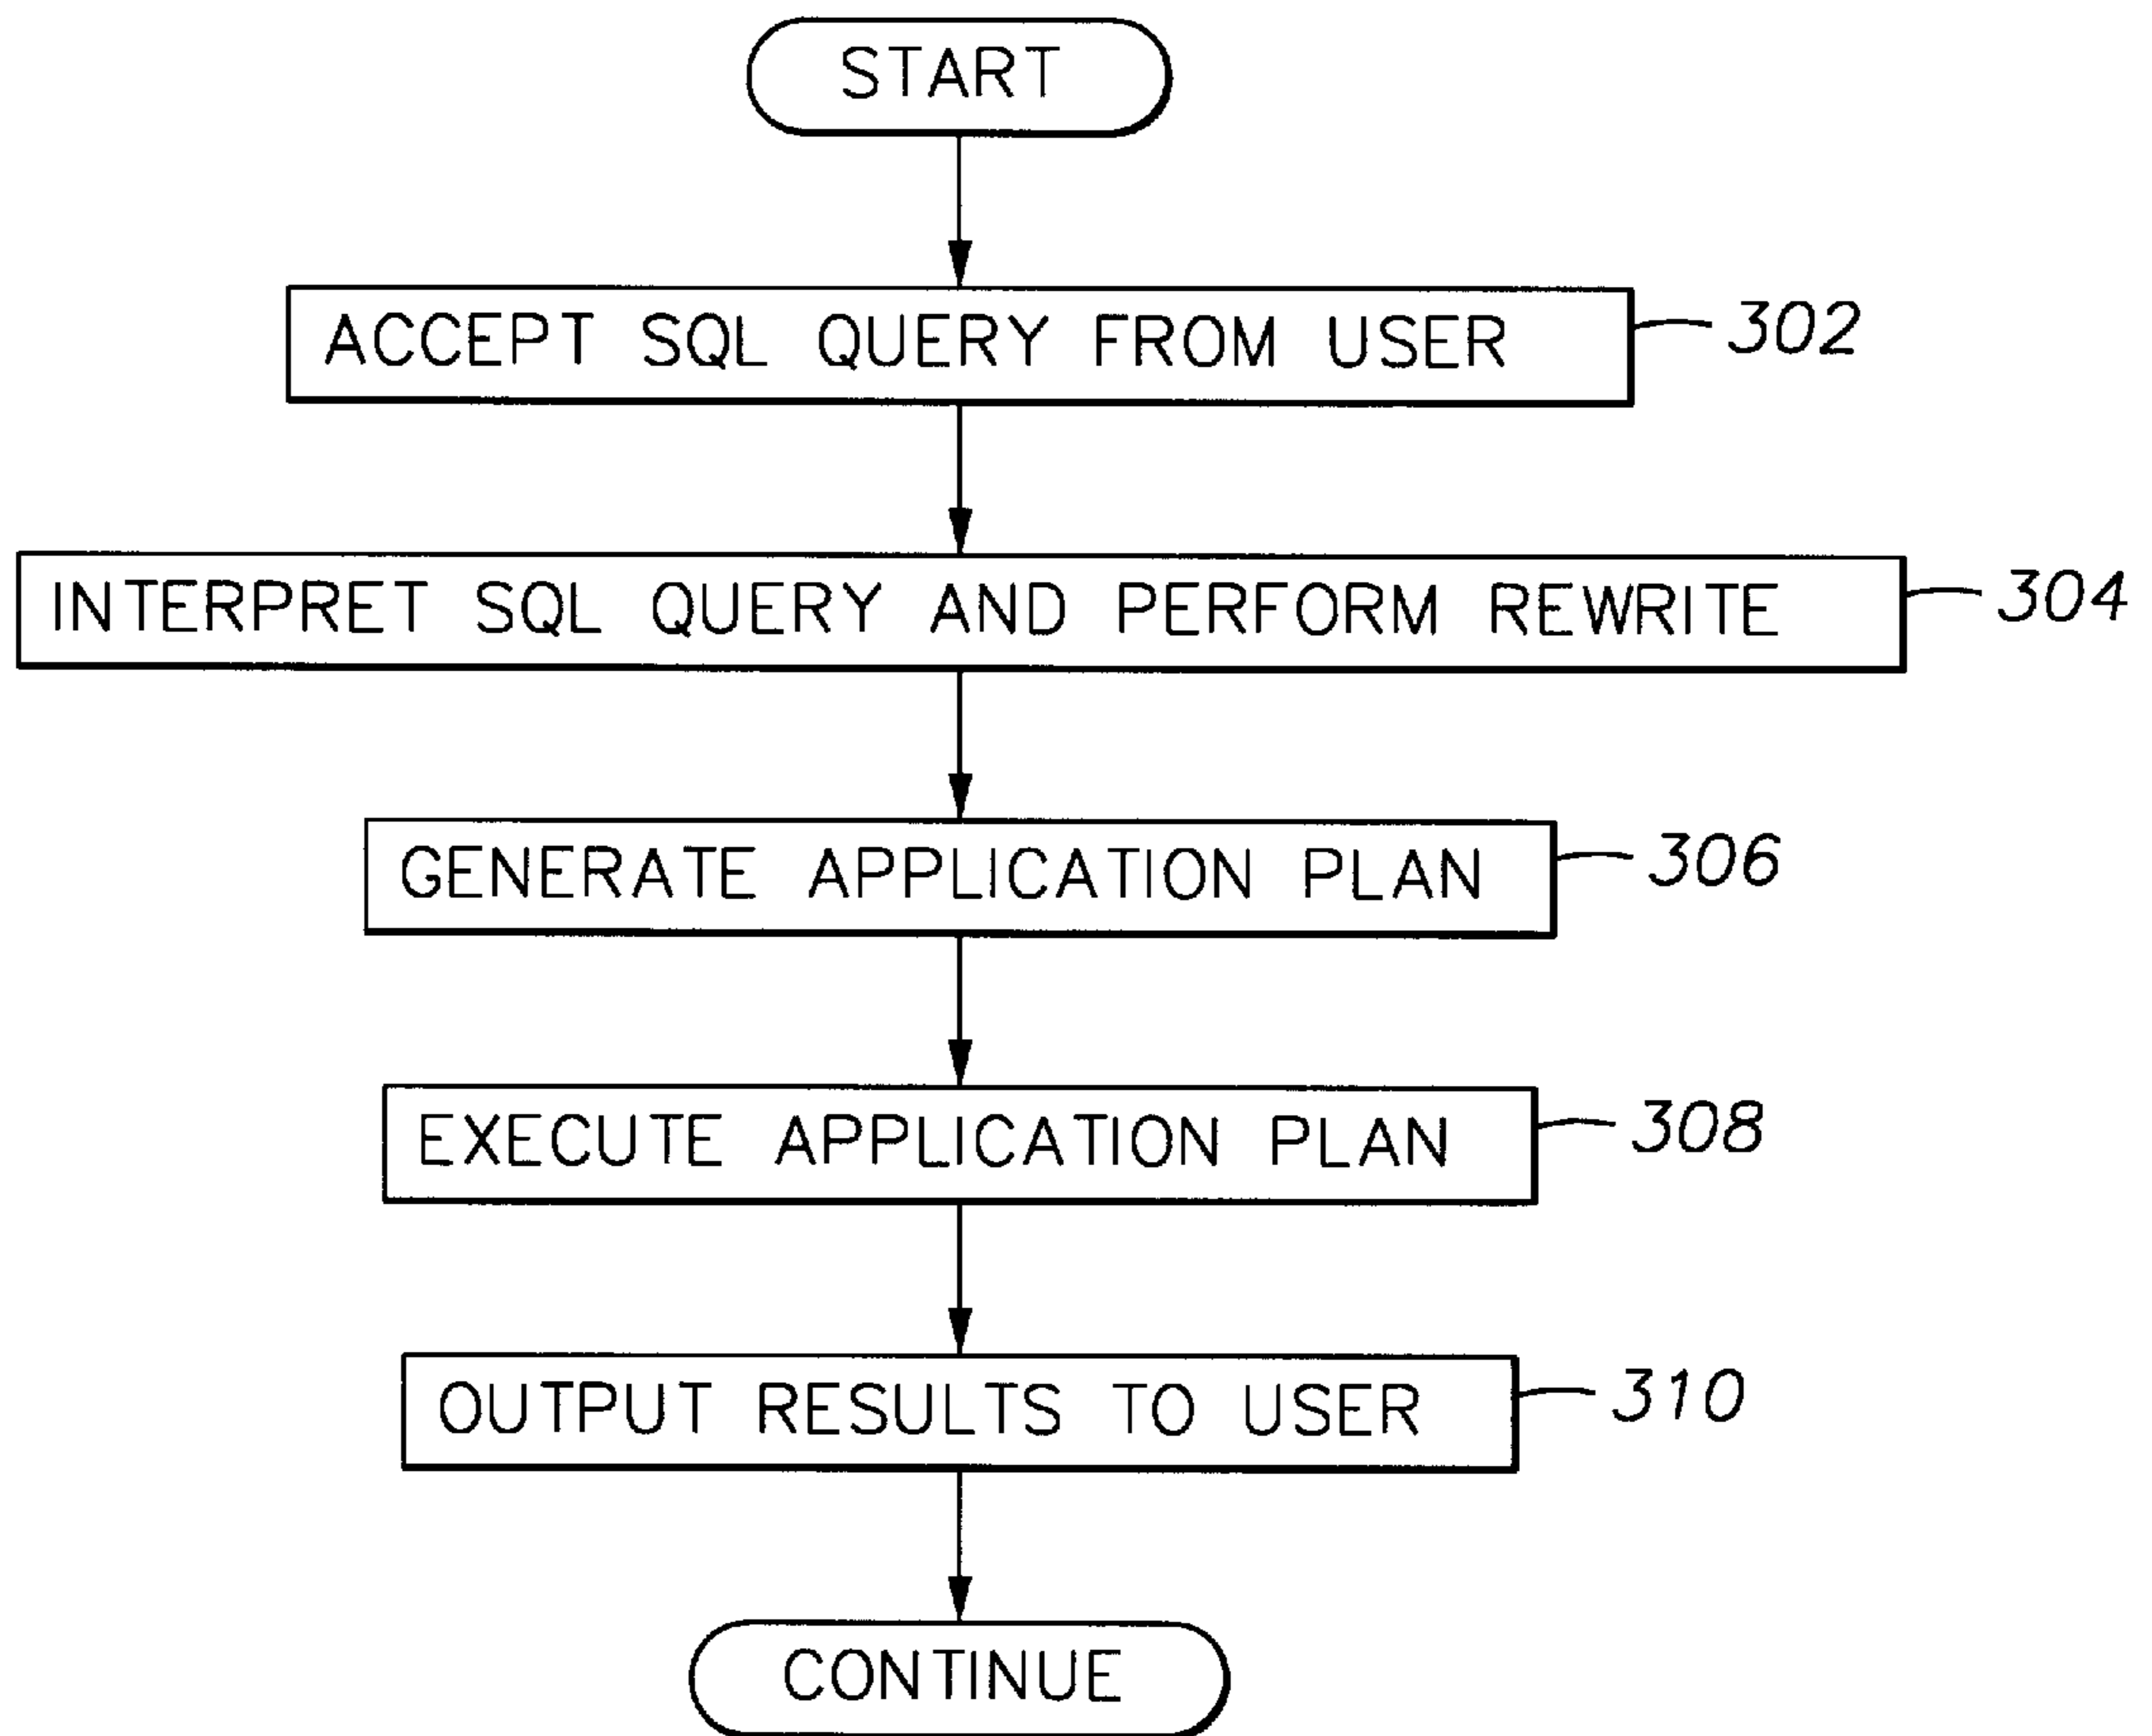 START
ACCEPT SQL QUERY FROM USER 302
INTERPRET SQL QUERY AND PERFORM REWRITE 304
GENERATE APPLICATION PLAN 306
EXECUTE APPLICATION PLAN 308
OUTPUT RESULTS TO USER 310
CONTINUE